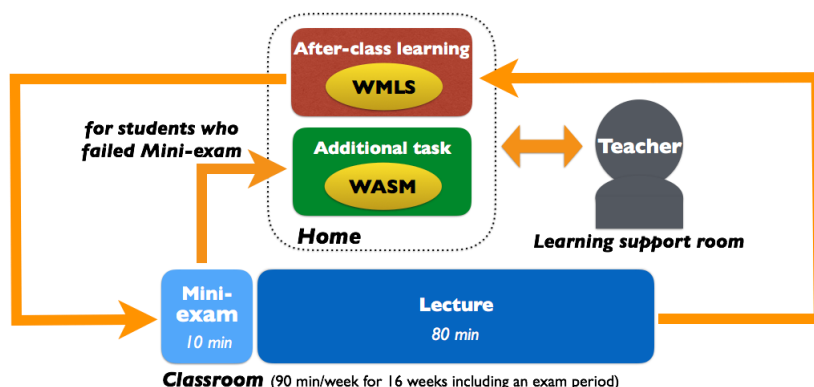 After-class learning
WMLS
for students who
failed Mini-exam
Additional task
WASM
Teacher
Home
Learning support room
Mini-
exam
10 min
Lecture
80 min
Classroom (90 min/week for 16 weeks including an exam period)